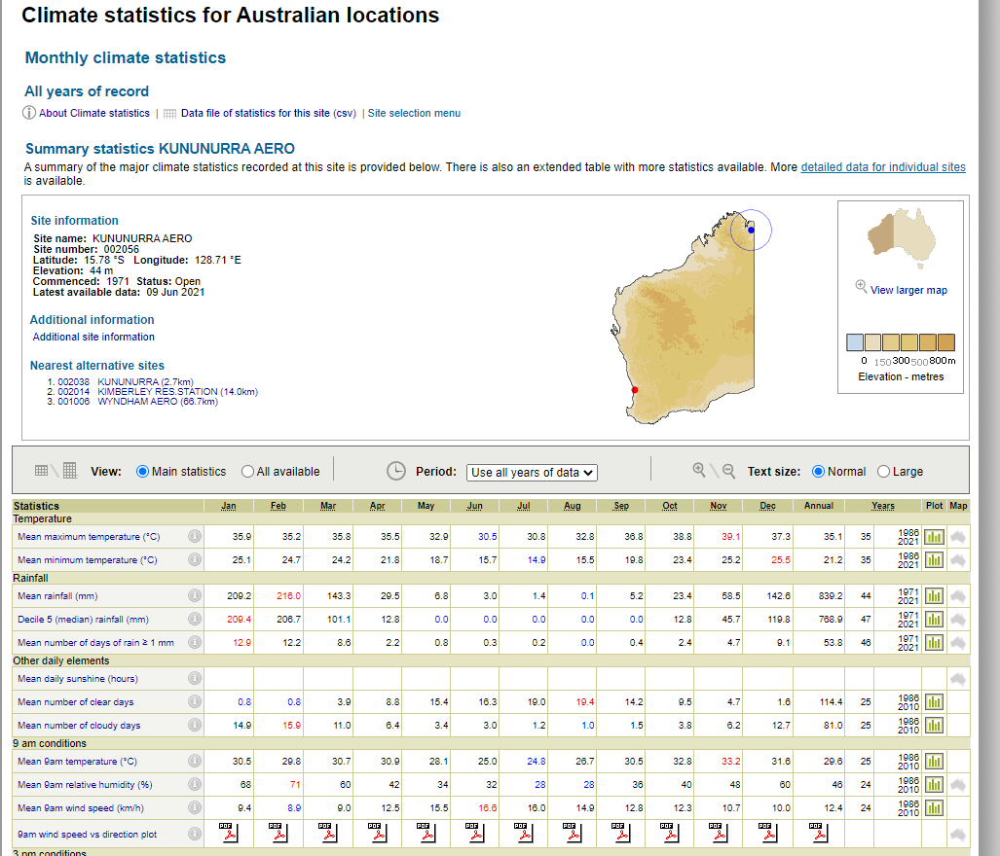 Climate statistics for Australian locations
Monthly climate statistics
All years of record
About Climate statistics | Data file of statistics for this site (csv) | Site selection menu
Summary statistics KUNUNURRA AERO
A summary of the major climate statistics recorded at this site is provided below. There is also an extended table with more statistics available. More detailed data for individual sites
is available.
Site information
Site name: KUNUNURRA AERO
Site number: 002056
Latitude: 15.78 °S Longitude: 128.71 °E
Elevation: 44 m
Commenced: 1971 Status: Open
Latest available data: 09 Jun 2021
Additional information
Additional site information
Nearest alternative sites
1. 002038 KUNUNURRA (2.7km)
2. 002014 KIMBERLEY RES.STATION (14.0km)
3. 001006 WYNDHAM AERO (66.7km)
View larger map
0 150 300 500 800m
Elevation - metres
View: Main statistics All available Period: Use all years of data Text size: Normal Large
Statistics Jan Feb Mar Apr May Jun Jul Aug Sep Oct Nov Dec Annual Years Plot Map
Temperature
Mean maximum temperature (°C) 35.9 35.2 35.8 35.5 32.9 30.5 30.8 32.8 36.8 38.8 39.1 37.3 35.1 35 1986 2021
Mean minimum temperature (°C) 25.1 24.7 24.2 21.8 18.7 15.7 14.9 15.5 19.8 23.4 25.2 25.5 21.2 35 1986 2021
Rainfall
Mean rainfall (mm) 209.2 216.0 143.3 29.5 6.8 3.0 1.4 0.1 5.2 23.4 58.5 142.6 839.2 44 1971 2021
Decile 5 (median) rainfall (mm) 209.4 206.7 101.1 12.8 0.0 0.0 0.0 0.0 0.0 12.8 45.7 119.8 768.9 47 1971 2021
Mean number of days of rain ≥ 1 mm 12.9 12.2 8.6 2.2 0.8 0.3 0.2 0.0 0.4 2.4 4.7 9.1 53.8 46 1971 2021
Other daily elements
Mean daily sunshine (hours)
Mean number of clear days 0.8 0.8 3.9 8.8 15.4 16.3 19.0 19.4 14.2 9.5 4.7 1.6 114.4 25 1986 2010
Mean number of cloudy days 14.9 15.9 11.0 6.4 3.4 3.0 1.2 1.0 1.5 3.8 6.2 12.7 81.0 25 1986 2010
9 am conditions
Mean 9am temperature (°C) 30.5 29.8 30.7 30.9 28.1 25.0 24.8 26.7 30.5 32.8 33.2 31.6 29.6 25 1986 2010
Mean 9am relative humidity (%) 68 71 60 42 34 32 28 28 36 40 48 60 46 24 1986 2010
Mean 9am wind speed (km/h) 9.4 8.9 9.0 12.5 15.5 16.6 16.0 14.9 12.8 12.3 10.7 10.0 12.4 24 1986 2010
9am wind speed vs direction plot PDF PDF PDF PDF PDF PDF PDF PDF PDF PDF PDF PDF PDF
3 pm conditions